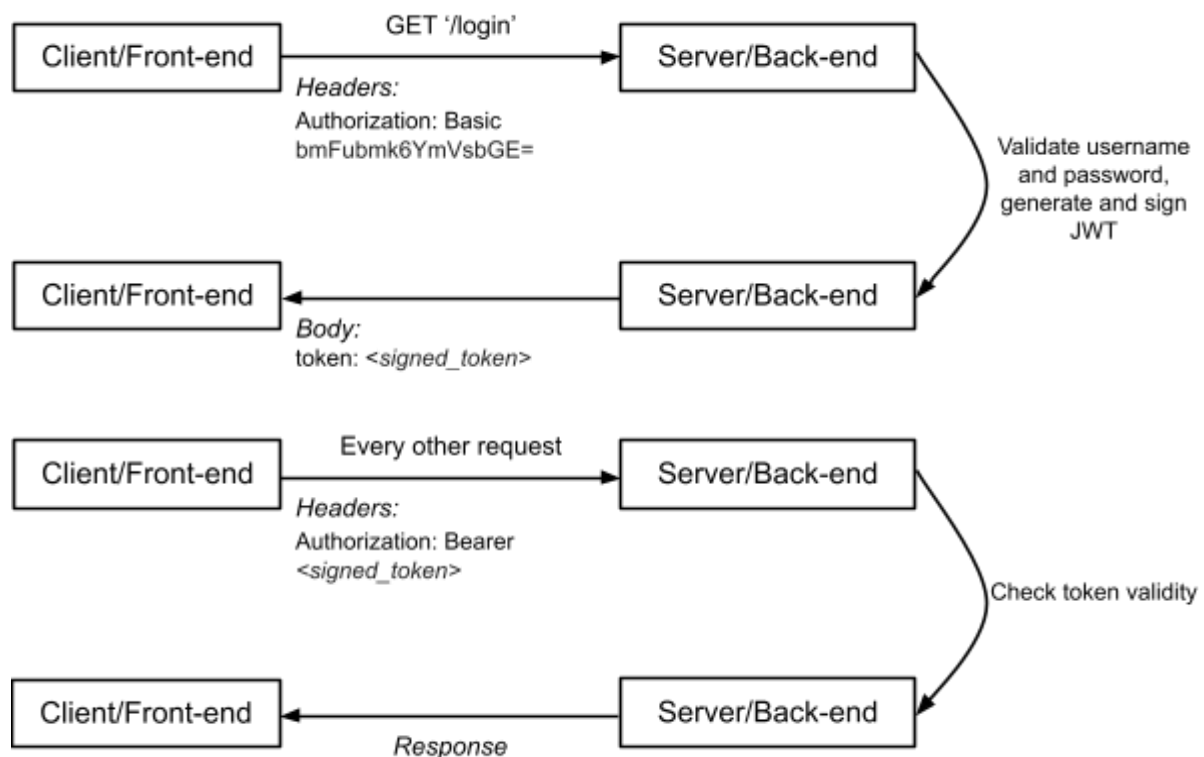 Client/Front-end
GET ‘/login’
Server/Back-end
Headers:
Authorization: Basic
bmFubmk6YmVsbGE=
Validate username
and password,
generate and sign
JWT
Client/Front-end
Server/Back-end
Body:
token: <signed_token>
Client/Front-end
Every other request
Server/Back-end
Headers:
Authorization: Bearer
<signed_token>
Check token validity
Client/Front-end
Server/Back-end
Response